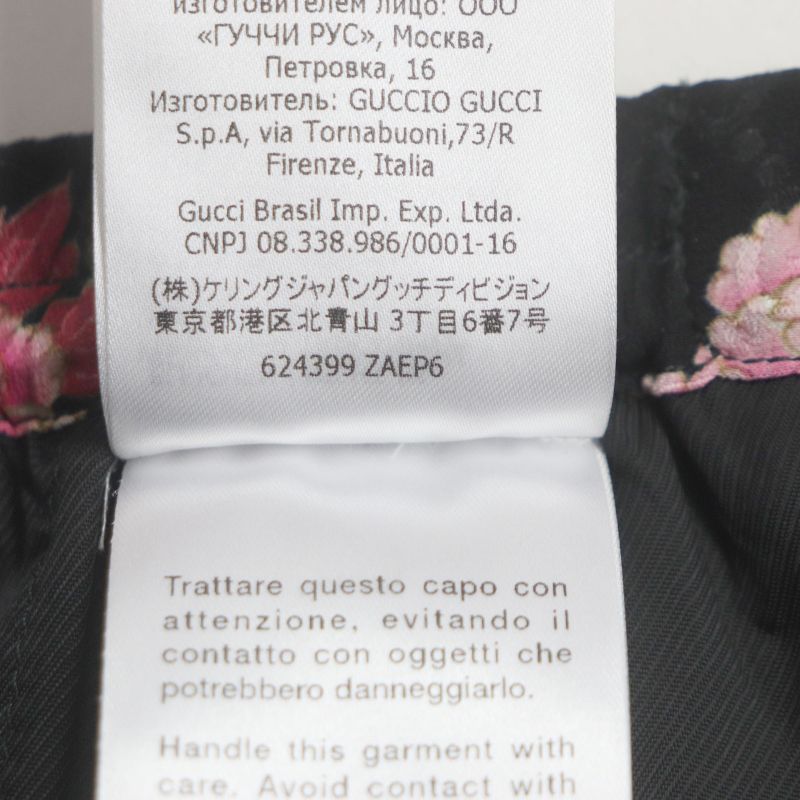 изготовителем лицо: ООО
«ГУЧЧИ РУС», Москва,
Петровка, 16
Изготовитель: GUCCIO GUCCI
S.p.A, via Tornabuoni,73/R
Firenze, Italia
Gucci Brasil Imp. Exp. Ltda.
CNPJ 08.338.986/0001-16
(株)ケリングジャパングッチディビジョン
東京都港区北青山 3丁目6番7号
624399 ZAEP6
Trattare questo capo con
attenzione, evitando il
contatto con oggetti che
potrebbero danneggiarlo.
Handle this garment with
care. Avoid contact with